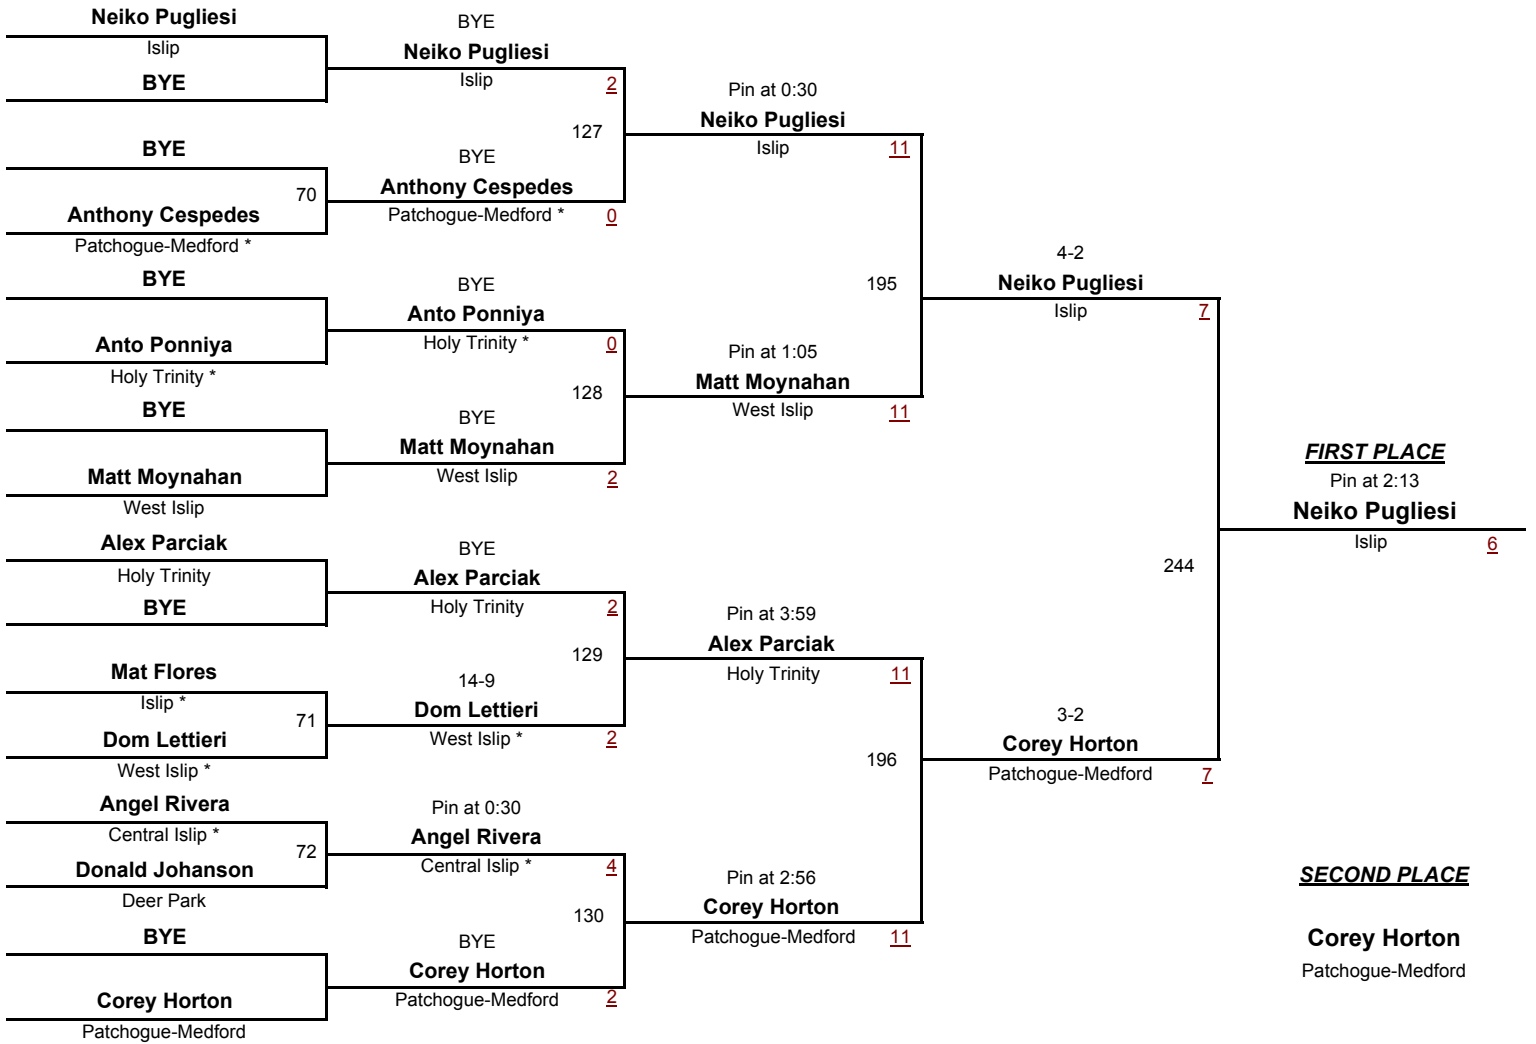 Neiko Pugliesi
Islip
BYE
BYE
70
Anthony Cespedes
Patchogue-Medford *
BYE
Anto Ponniya
Holy Trinity *
BYE
Matt Moynahan
West Islip
Alex Parciak
Holy Trinity
BYE
Mat Flores
Islip *
71
Dom Lettieri
West Islip *
Angel Rivera
Central Islip *
72
Donald Johanson
Deer Park
BYE
Corey Horton
Patchogue-Medford
BYE
Neiko Pugliesi
Islip 2
127
BYE
Anthony Cespedes
Patchogue-Medford * 0
BYE
Anto Ponniya
Holy Trinity * 0
128
BYE
Matt Moynahan
West Islip 2
BYE
Alex Parciak
Holy Trinity 2
129
14-9
Dom Lettieri
West Islip * 2
Pin at 0:30
Angel Rivera
Central Islip * 4
130
BYE
Corey Horton
Patchogue-Medford 2
Pin at 0:30
Neiko Pugliesi
Islip 11
195
Pin at 1:05
Matt Moynahan
West Islip 11
Pin at 3:59
Alex Parciak
Holy Trinity 11
196
Pin at 2:56
Corey Horton
Patchogue-Medford 11
4-2
Neiko Pugliesi
Islip 7
244
3-2
Corey Horton
Patchogue-Medford 7
FIRST PLACE
Pin at 2:13
Neiko Pugliesi
Islip 6
SECOND PLACE
Corey Horton
Patchogue-Medford